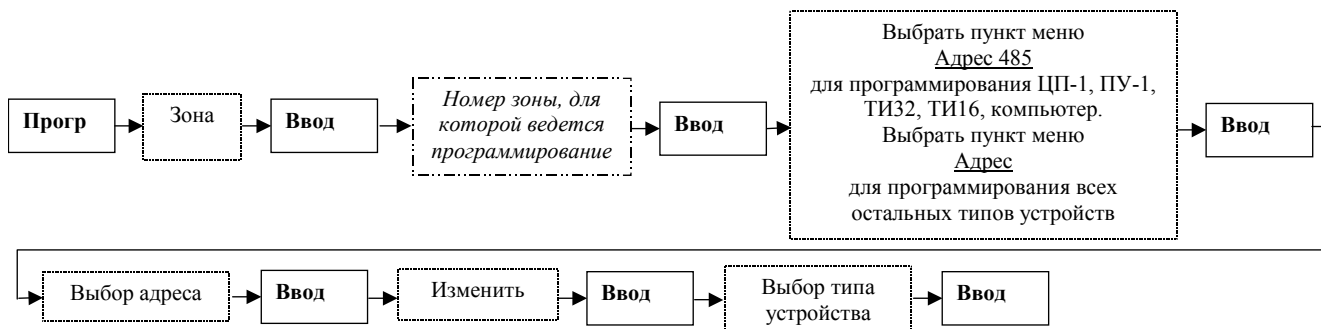 Прогр
Зона
Ввод
Номер зоны, для
которой ведется
программирование
Ввод
Выбрать пункт меню
Адрес 485
для программирования ЦП-1, ПУ-1,
ТИ32, ТИ16, компьютер.
Выбрать пункт меню
Адрес
для программирования всех
остальных типов устройств
Ввод
Выбор адреса
Ввод
Изменить
Ввод
Выбор типа
устройства
Ввод